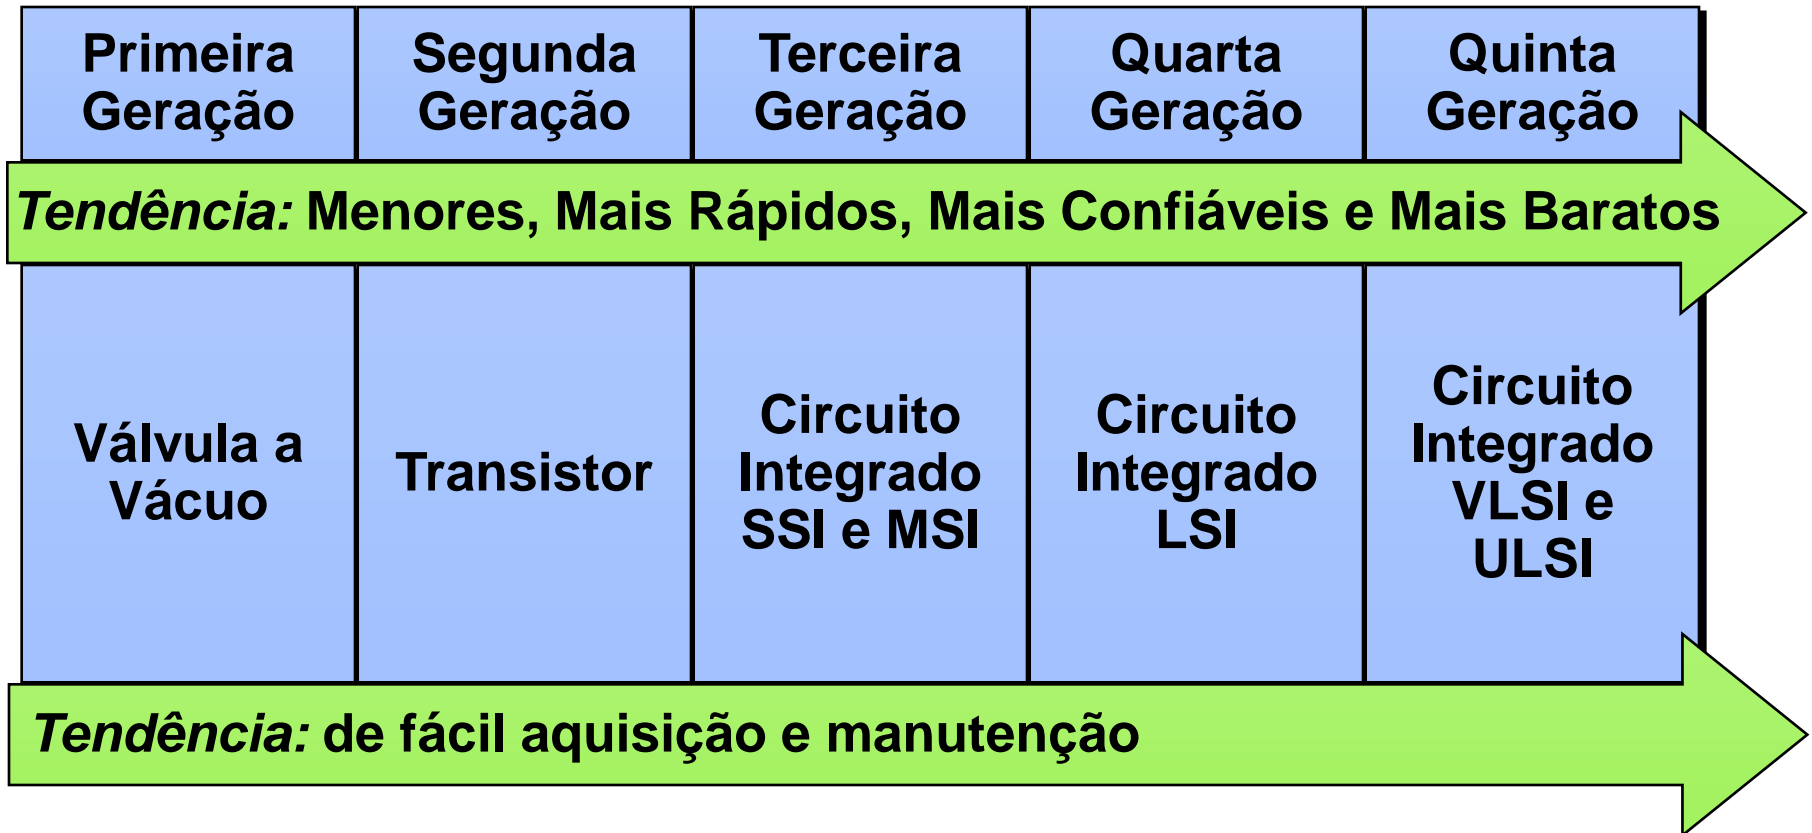 Primeira
Geração
Segunda
Geração
Terceira
Geração
Quarta
Geração
Quinta
Geração
Tendência: Menores, Mais Rápidos, Mais Confiáveis e Mais Baratos
Válvula a
Vácuo
Transistor
Circuito
Integrado
SSI e MSI
Circuito
Integrado
LSI
Circuito
Integrado
VLSI e
ULSI
Tendência: de fácil aquisição e manutenção